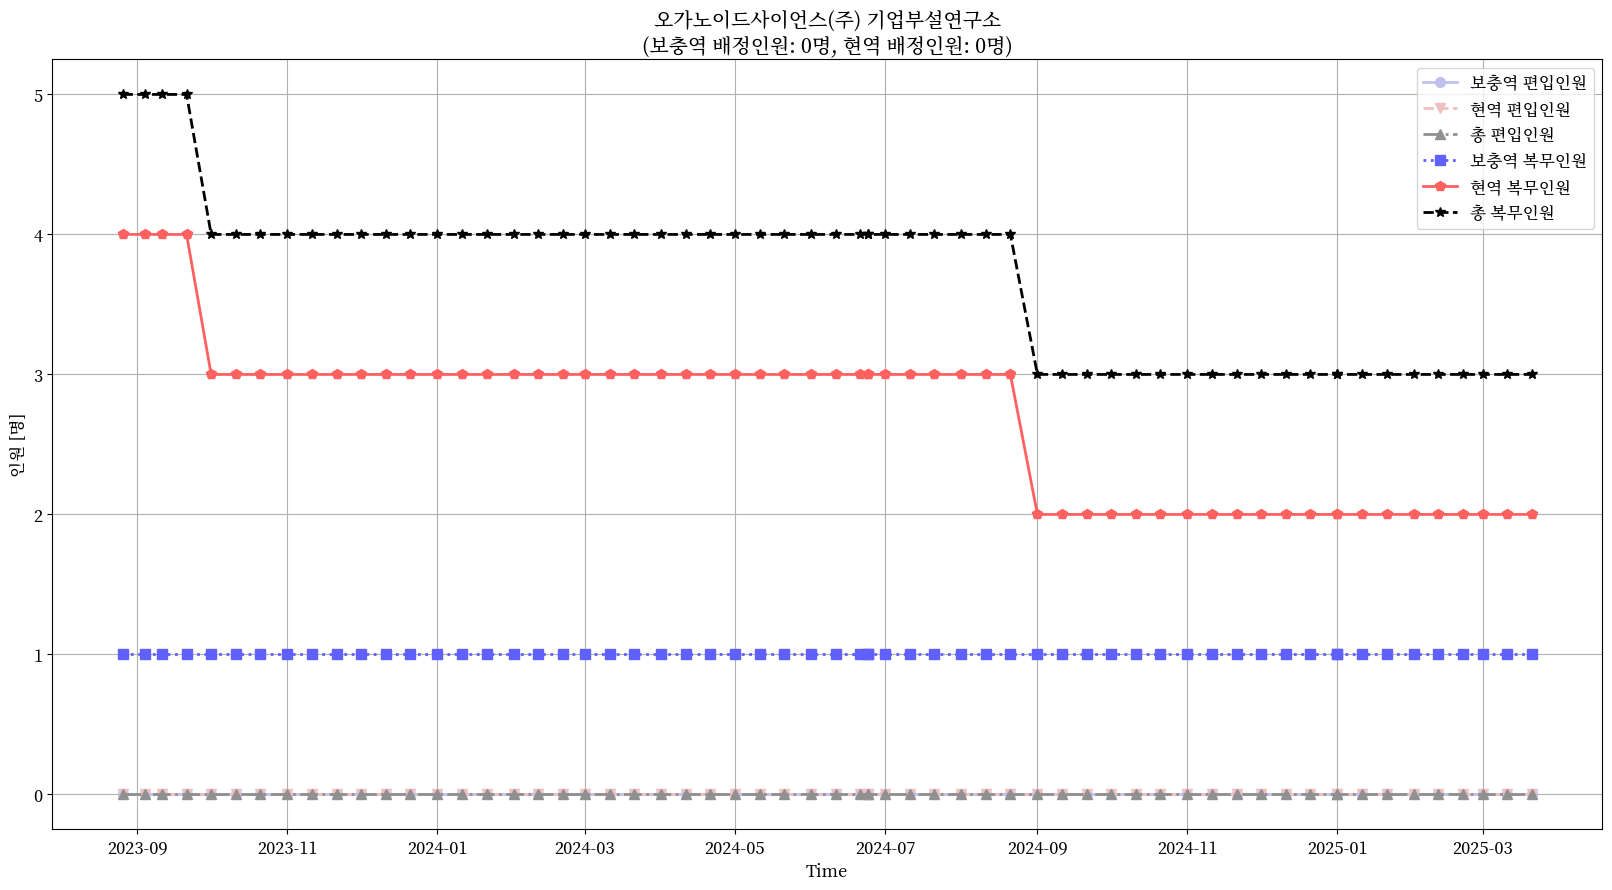 오가노이드사이언스(주) 기업부설연구소
(보충역 배정인원: 0명, 현역 배정인원: 0명)
보충역 편입인원
현역 편입인원
총 편입인원
보충역 복무인원
현역 복무인원
총 복무인원
인원 [명]
5
4
3
2
1
0
2023-09
2023-11
2024-01
2024-03
2024-05
2024-07
2024-09
2024-11
2025-01
2025-03
Time